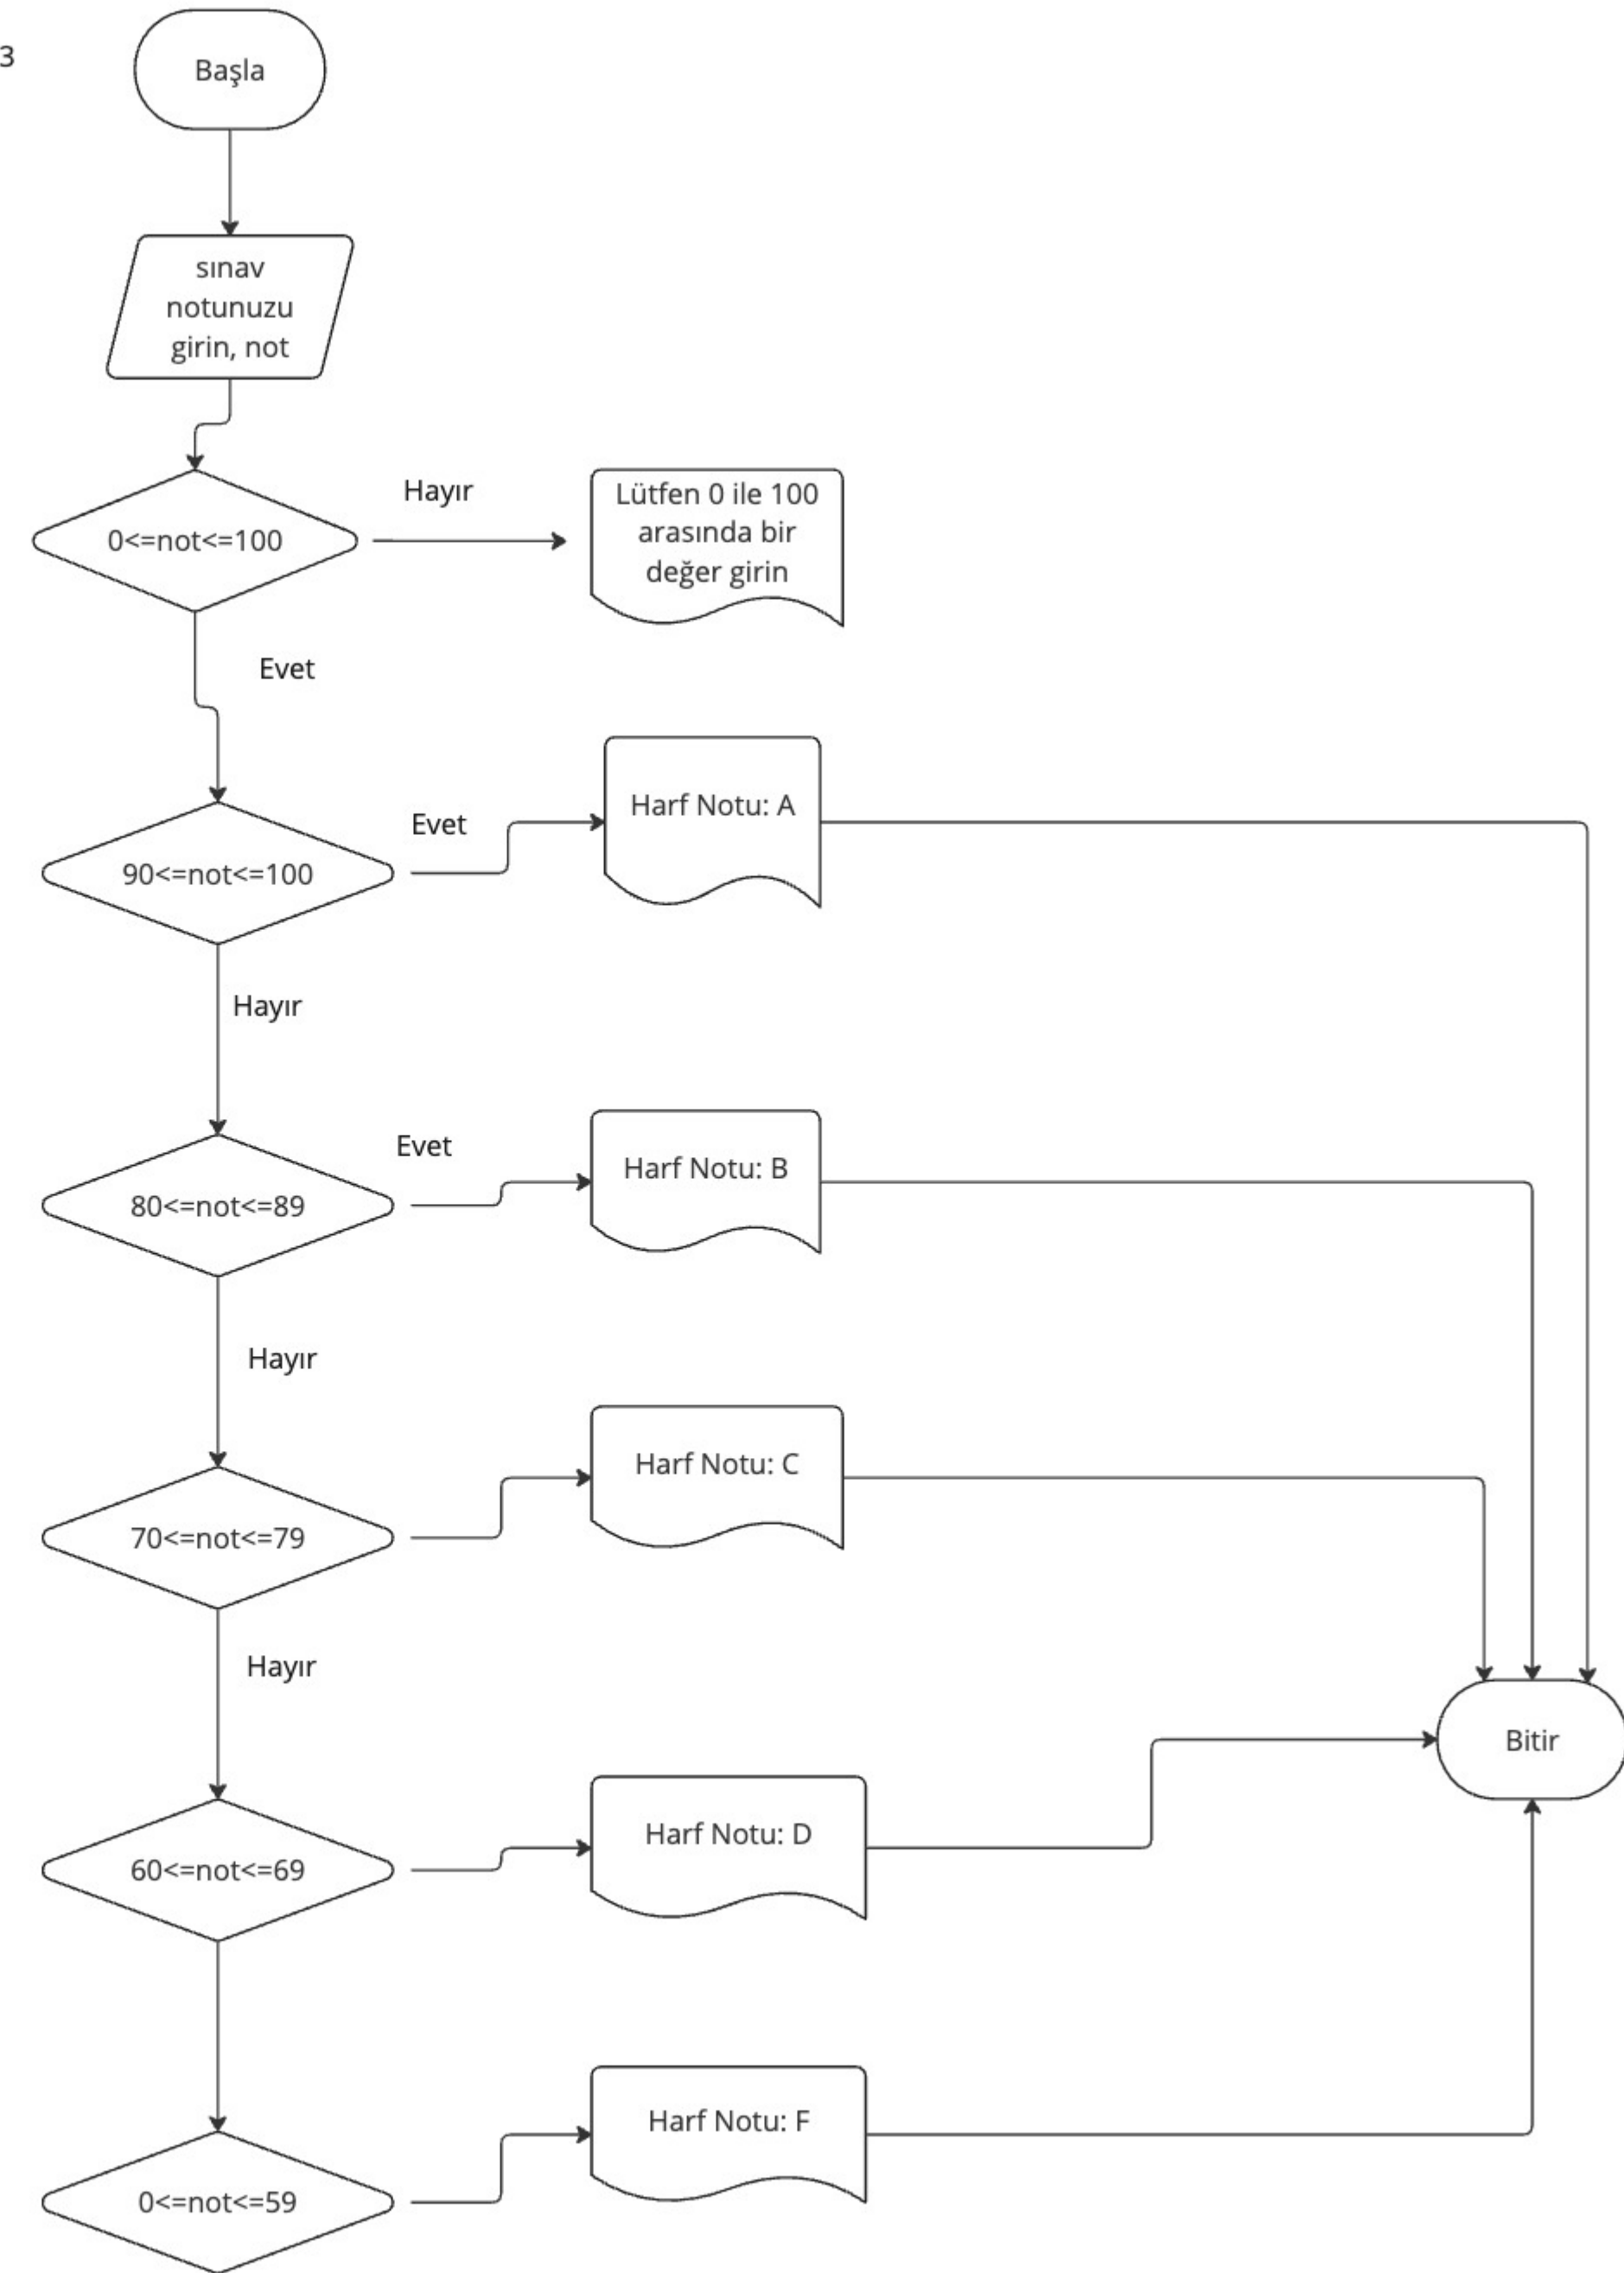 3
Başla
sınav
notunuzu
girin, not
0<=not<=100
Hayır
Lütfen 0 ile 100
arasında bir
değer girin
Evet
90<=not<=100
Evet
Harf Notu: A
Hayır
80<=not<=89
Evet
Harf Notu: B
Hayır
70<=not<=79
Harf Notu: C
Hayır
Bitir
60<=not<=69
Harf Notu: D
0<=not<=59
Harf Notu: F